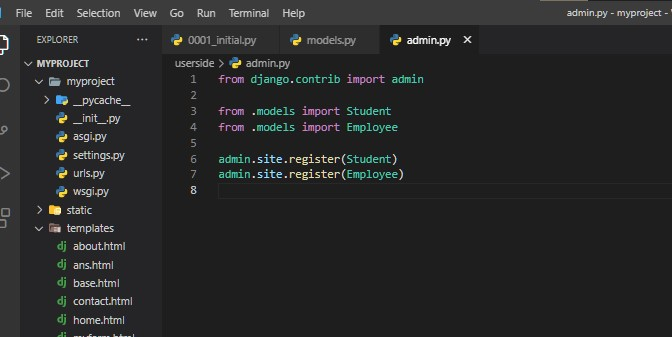 File Edit Selection View Go Run Terminal Help admin.py - myproject -
EXPLORER ...
MYPROJECT
myproject
__pycache__
__init__.py
asgi.py
settings.py
urls.py
wsgi.py
static
templates
about.html
ans.html
base.html
contact.html
home.html
0001_initial.py models.py admin.py ×
userside > admin.py
1 from django.contrib import admin
2
3 from .models import Student
4 from .models import Employee
5
6 admin.site.register(Student)
7 admin.site.register(Employee)
8